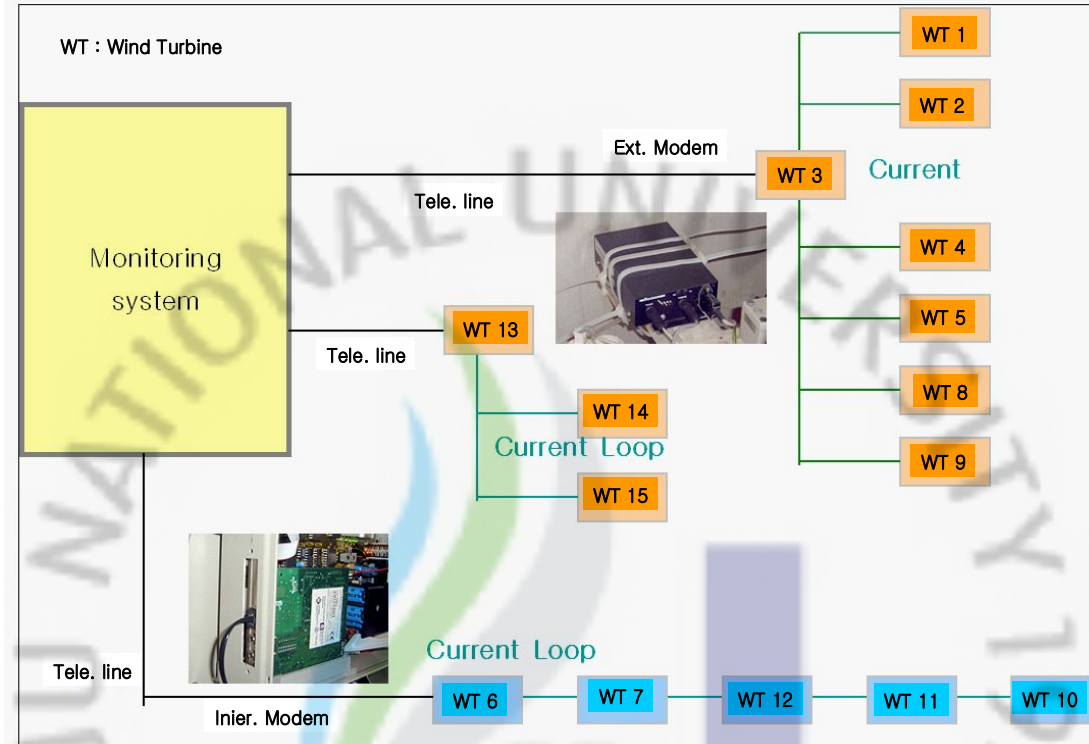 WT : Wind Turbine
WT 1
WT 2
Ext. Modem
WT 3
Current
Tele. line
WT 4
Monitoring
system
WT 5
WT 13
Tele. line
WT 8
WT 14
Current Loop
WT 9
WT 15
Current Loop
Tele. line
WT 6
WT 7
WT 12
WT 11
WT 10
Inier. Modem
NATIONAL UNIVERSITY